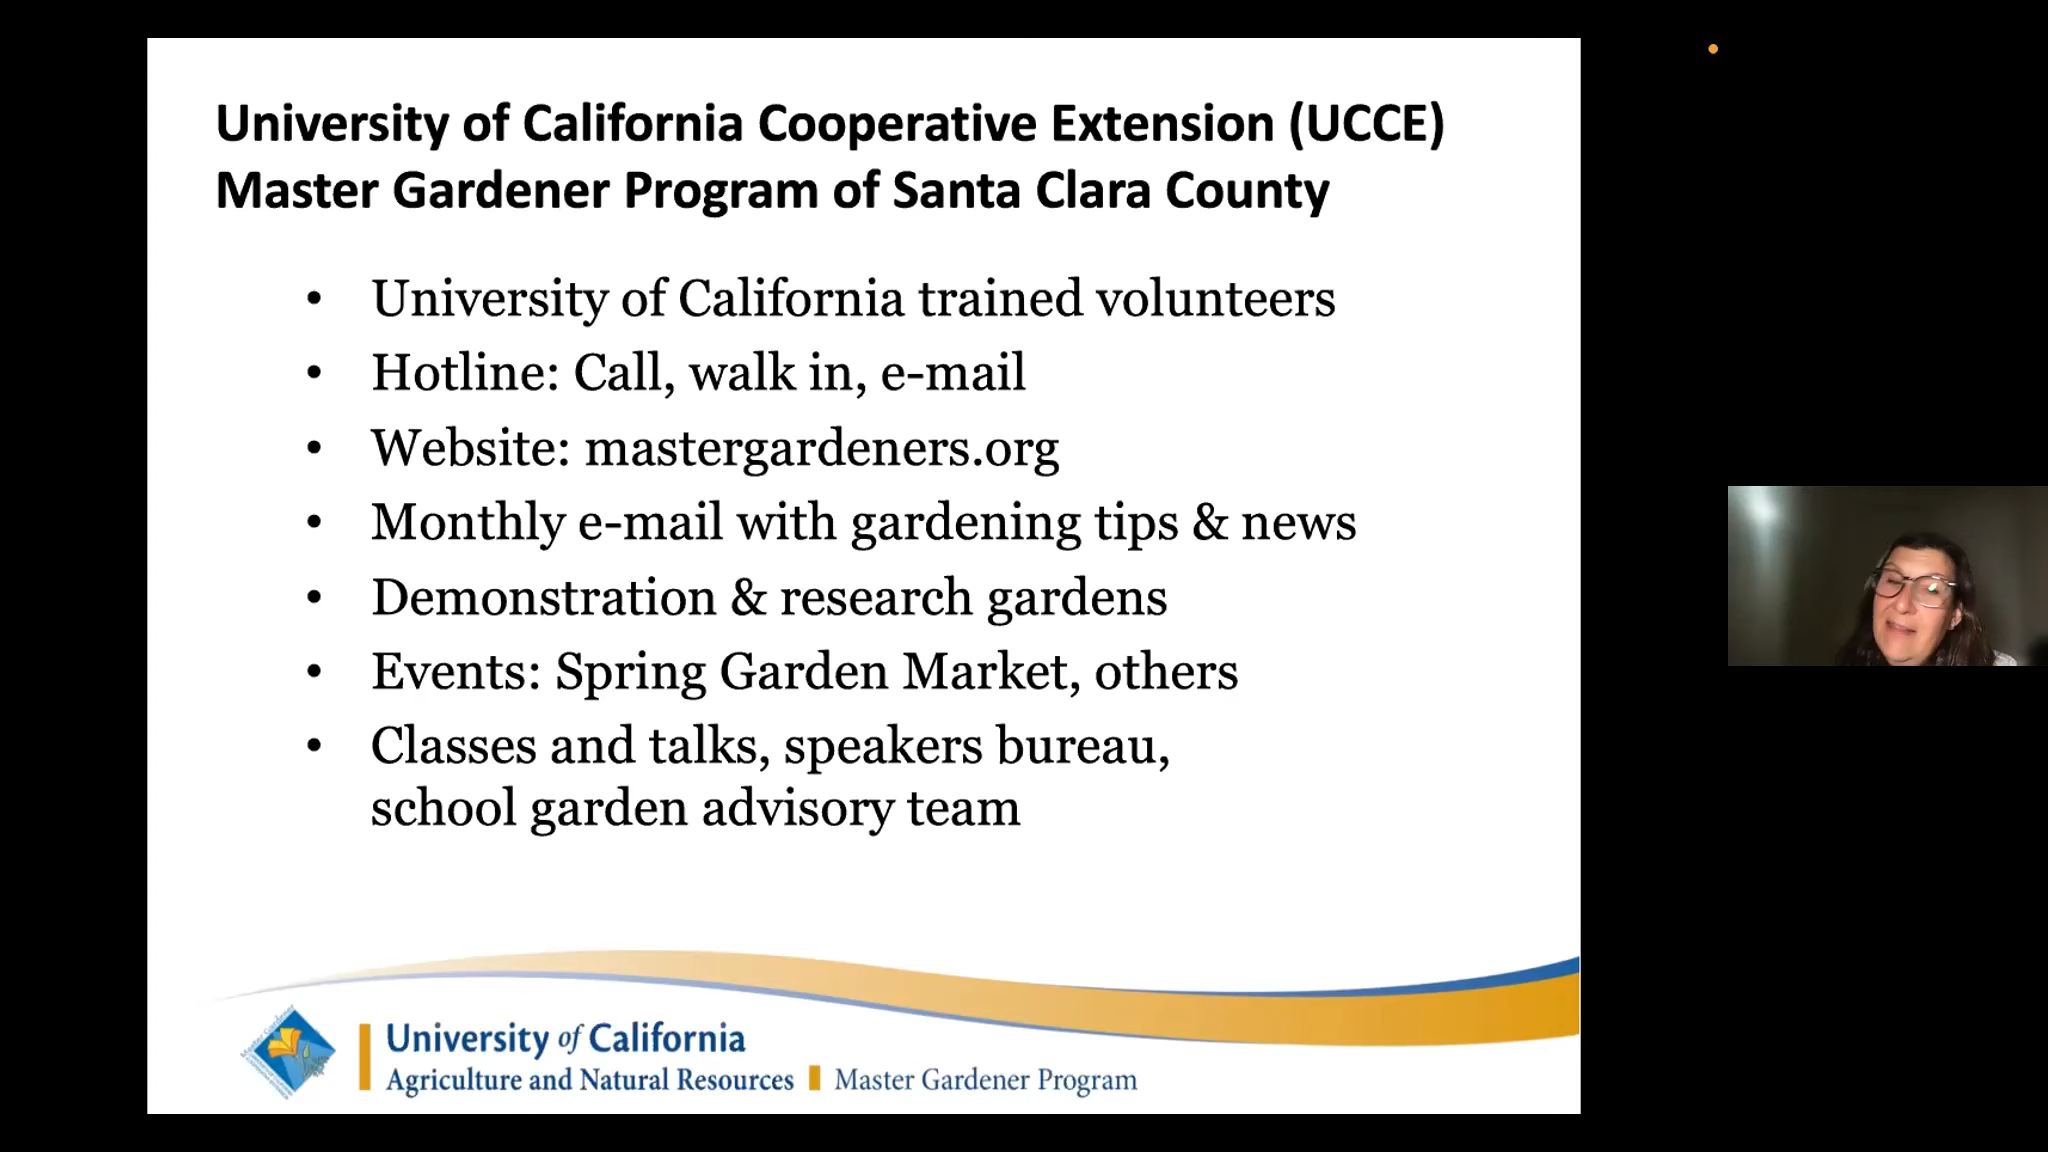 University of California Cooperative Extension (UCCE)
Master Gardener Program of Santa Clara County
• University of California trained volunteers
• Hotline: Call, walk in, e-mail
• Website: mastergardeners.org
• Monthly e-mail with gardening tips & news
• Demonstration & research gardens
• Events: Spring Garden Market, others
• Classes and talks, speakers bureau,
school garden advisory team
Master Gardener
University of California
Agriculture and Natural Resources Master Gardener Program